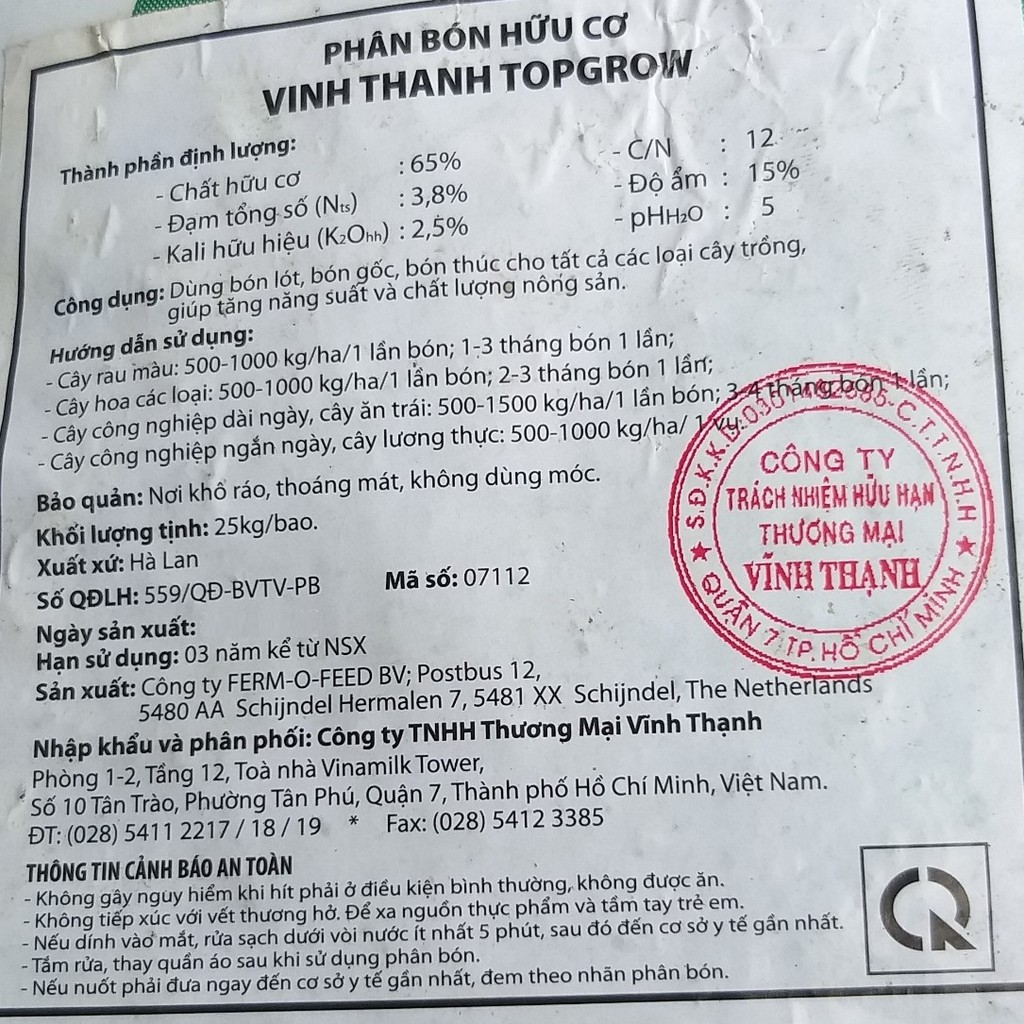 PHÂN BÓN HỮU CƠ
VINH THANH TOPGROW
Thành phần định lượng:
- Chất hữu cơ : 65%
- Đạm tổng số (Nts) : 3,8%
- Kali hữu hiệu (K2Ohh) : 2,5%
- C/N : 12
- Độ ẩm : 15%
- pHH2O : 5
Công dụng: Dùng bón lót, bón gốc, bón thúc cho tất cả các loại cây trồng,
giúp tăng năng suất và chất lượng nông sản.
Hướng dẫn sử dụng:
- Cây rau màu: 500-1000 kg/ha/1 lần bón; 1-3 tháng bón 1 lần;
- Cây hoa các loại: 500-1000 kg/ha/1 lần bón; 2-3 tháng bón 1 lần;
- Cây công nghiệp dài ngày, cây ăn trái: 500-1500 kg/ha/1 lần bón; 3-4 tháng bón 1 lần;
- Cây công nghiệp ngắn ngày, cây lương thực: 500-1000 kg/ha/ 1 vụ.
Bảo quản: Nơi khô ráo, thoáng mát, không dùng móc.
Khối lượng tịnh: 25kg/bao.
Xuất xứ: Hà Lan
Số QĐLH: 559/QĐ-BVTV-PB Mã số: 07112
Ngày sản xuất:
Hạn sử dụng: 03 năm kể từ NSX
Sản xuất: Công ty FERM-O-FEED BV; Postbus 12,
5480 AA Schijndel Hermalen 7, 5481 XX Schijndel, The Netherlands
Nhập khẩu và phân phối: Công ty TNHH Thương Mại Vĩnh Thạnh
Phòng 1-2, Tầng 12, Toà nhà Vinamilk Tower,
Số 10 Tân Trào, Phường Tân Phú, Quận 7, Thành phố Hồ Chí Minh, Việt Nam.
ĐT: (028) 5411 2217 / 18 / 19 * Fax: (028) 5412 3385
THÔNG TIN CẢNH BÁO AN TOÀN
- Không gây nguy hiểm khi hít phải ở điều kiện bình thường, không được ăn.
- Không tiếp xúc với vết thương hở. Để xa nguồn thực phẩm và tầm tay trẻ em.
- Nếu dính vào mắt, rửa sạch dưới vòi nước ít nhất 5 phút, sau đó đến cơ sở y tế gần nhất.
- Tắm rửa, thay quần áo sau khi sử dụng phân bón.
- Nếu nuốt phải đưa ngay đến cơ sở y tế gần nhất, đem theo nhãn phân bón.
S.Đ.K.K.D: C.T.T.N.H.H
CÔNG TY
TRÁCH NHIỆM HỮU HẠN
THƯƠNG MẠI
VĨNH THẠNH
QUẬN 7 TP. HỒ CHÍ MINH